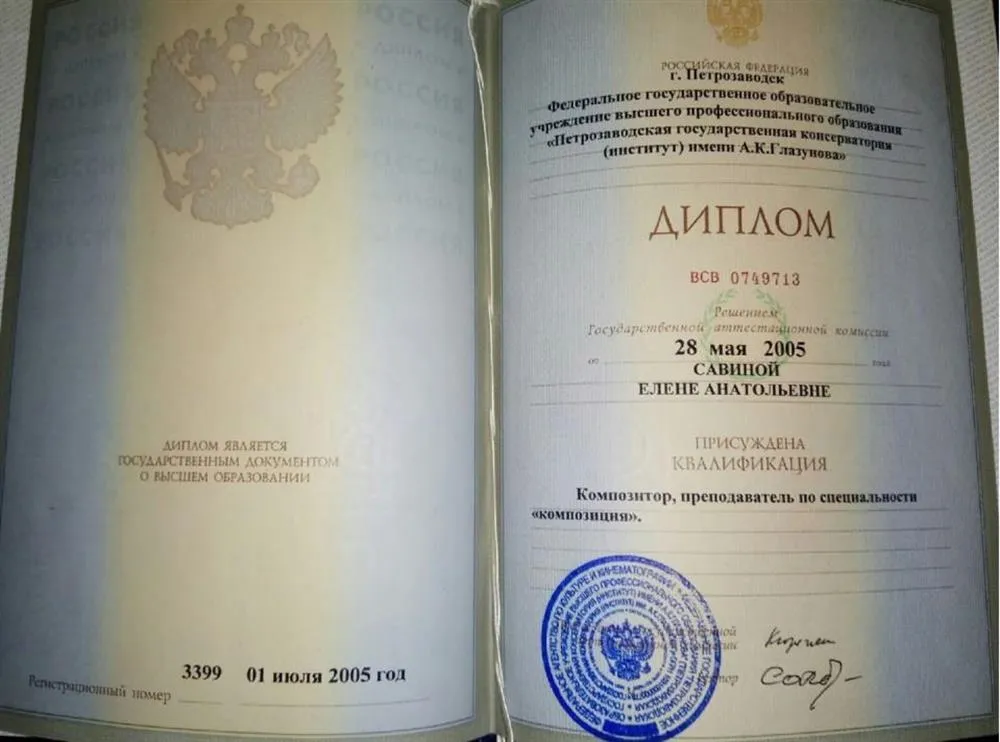 ДИПЛОМ ЯВЛЯЕТСЯ
ГОСУДАРСТВЕННЫМ ДОКУМЕНТОМ
О ВЫСШЕМ ОБРАЗОВАНИИ
Регистрационный номер 3399 01 июля 2005 год
РОССИЙСКАЯ ФЕДЕРАЦИЯ
г. Петрозаводск
Федеральное государственное образовательное
учреждение высшего профессионального образования
«Петрозаводская государственная консерватория
(институт) имени А.К.Глазунова»
ДИПЛОМ
ВСВ 0749713
Решением
Государственной аттестационной комиссии
от 28 мая 2005 года
САВИНОЙ
ЕЛЕНЕ АНАТОЛЬЕВНЕ
ПРИСУЖДЕНА
КВАЛИФИКАЦИЯ
Композитор, преподаватель по специальности
«композиция».